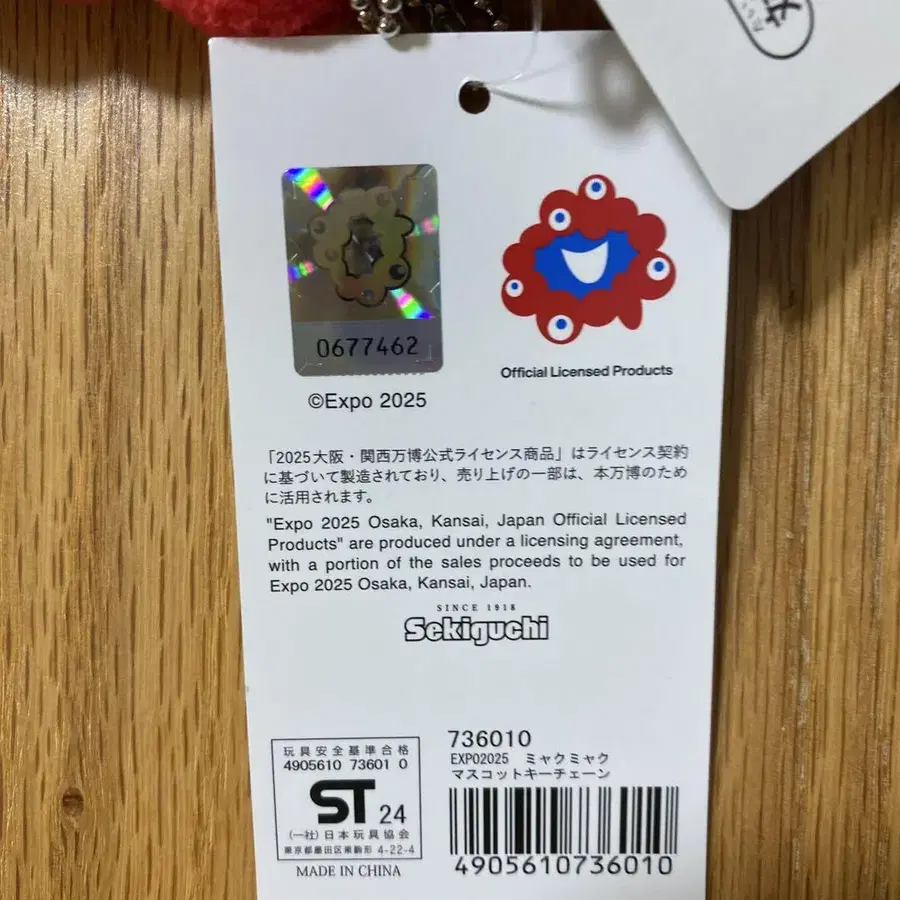 0677462
©Expo 2025
Official Licensed Products
「2025大阪・関西万博公式ライセンス商品」はライセンス契約
に基づいて製造されており、売り上げの一部は、本万博のため
に活用されます。
"Expo 2025 Osaka, Kansai, Japan Official Licensed
Products" are produced under a licensing agreement,
with a portion of the sales proceeds to be used for
Expo 2025 Osaka, Kansai, Japan.
SINCE 1918
Sekiguchi
玩具安全基準合格
4905610 73601 0
ST 24
(一社)日本玩具協会
東京都墨田区東駒形 4-22-4
MADE IN CHINA
736010
EXPO2025 ミャクミャク
マスコットキーチェーン
4905610736010